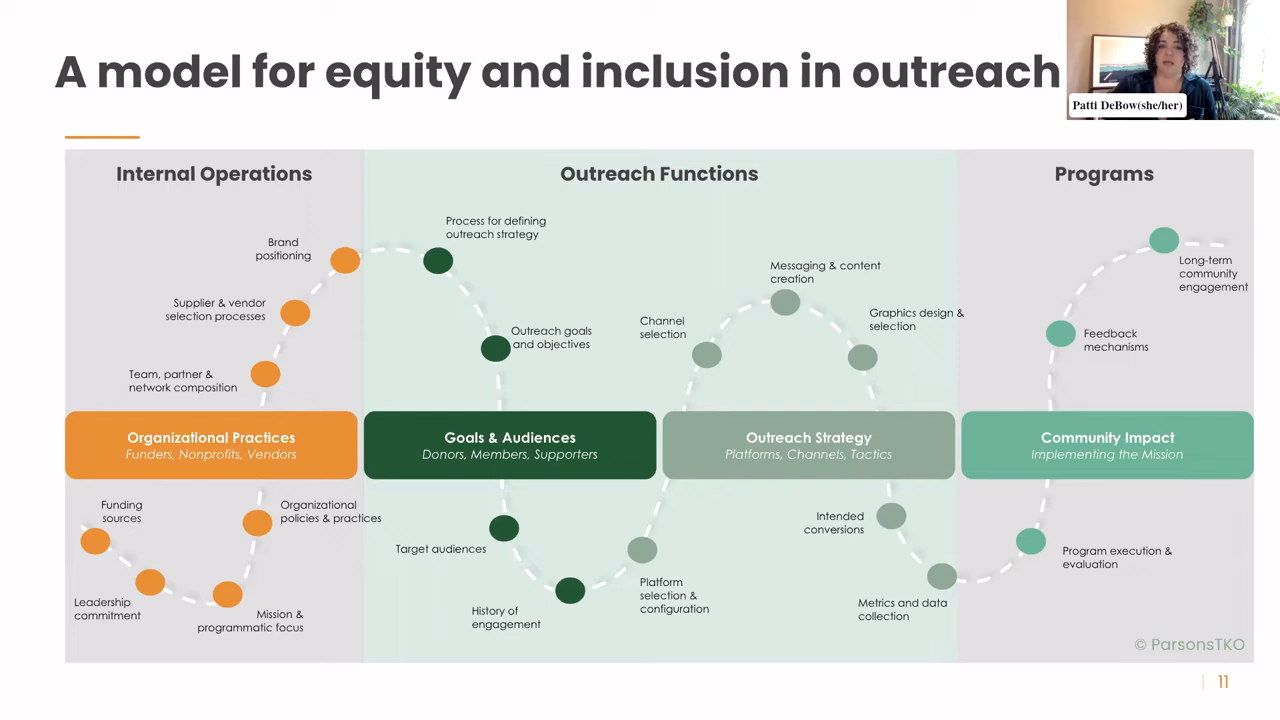 A model for equity and inclusion in outreach
Patti DeBow(she/her)
Internal Operations
Outreach Functions
Programs
Brand
positioning
Supplier & vendor
selection processes
Team, partner &
network composition
Process for defining
outreach strategy
Outreach goals
and objectives
Channel
selection
Messaging & content
creation
Graphics design &
selection
Long-term
community
engagement
Feedback
mechanisms
Organizational Practices
Funders, Nonprofits, Vendors
Goals & Audiences
Donors, Members, Supporters
Outreach Strategy
Platforms, Channels, Tactics
Community Impact
Implementing the Mission
Funding
sources
Leadership
commitment
Mission &
programmatic focus
Organizational
policies & practices
Target audiences
History of
engagement
Platform
selection &
configuration
Intended
conversions
Metrics and data
collection
Program execution &
evaluation
© ParsonsTKO
11